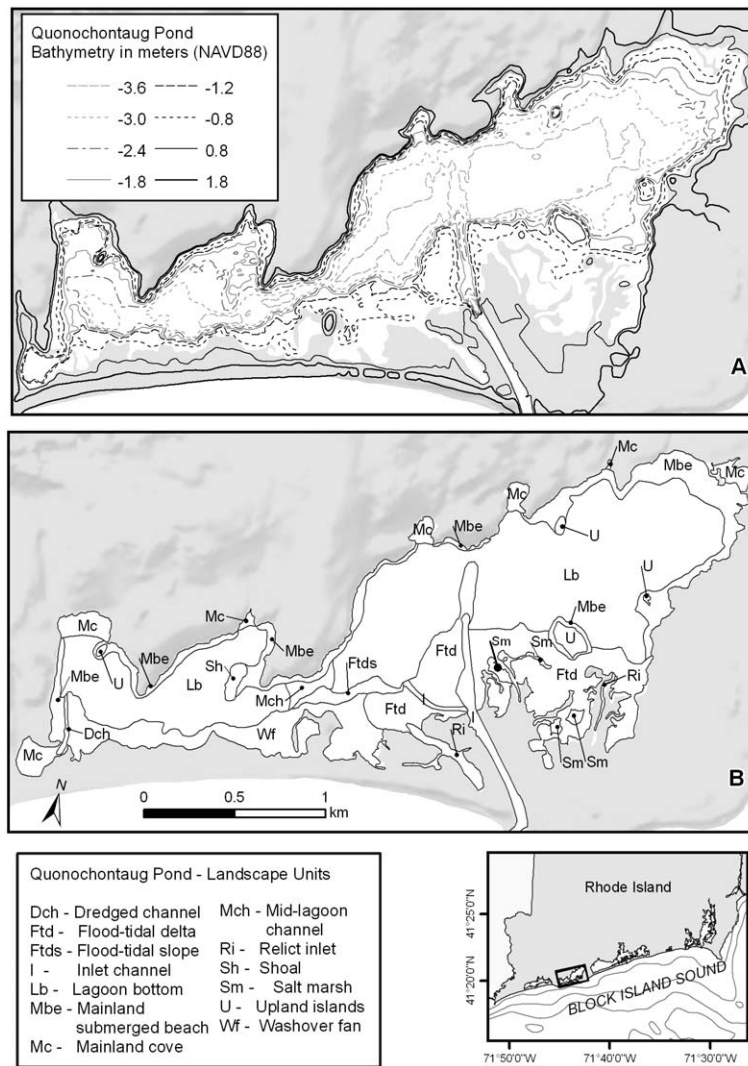 Quonochontaug Pond
Bathymetry in meters (NAVD88)
-3.6 -1.2
-3.0 -0.8
-2.4 0.8
-1.8 1.8
A
Mc
Mbe
Mc
Mc
Mc
Mbe
U
U
Lb
Mc
Mbe
Mc
U
Sm
Sm
Mbe
Mbe
Sh
Ftds
Ftd
U
Lb
Ftd
Ri
Mbe
Mch
I
Dch
Wf
Ftd
I
Mc
Ri
Sm
Sm
N
0 0.5 1
km
B
Quonochontaug Pond - Landscape Units
Dch - Dredged channel
Ftd - Flood-tidal delta
Ftds - Flood-tidal slope
I - Inlet channel
Lb - Lagoon bottom
Mbe - Mainland
submerged beach
Mc - Mainland cove
Mch - Mid-lagoon
channel
Ri - Relict inlet
Sh - Shoal
Sm - Salt marsh
U - Upland islands
Wf - Washover fan
Rhode Island
BLOCK ISLAND SOUND
41°25'0"N
41°20'0"N
71°50'0"W 71°40'0"W 71°30'0"W